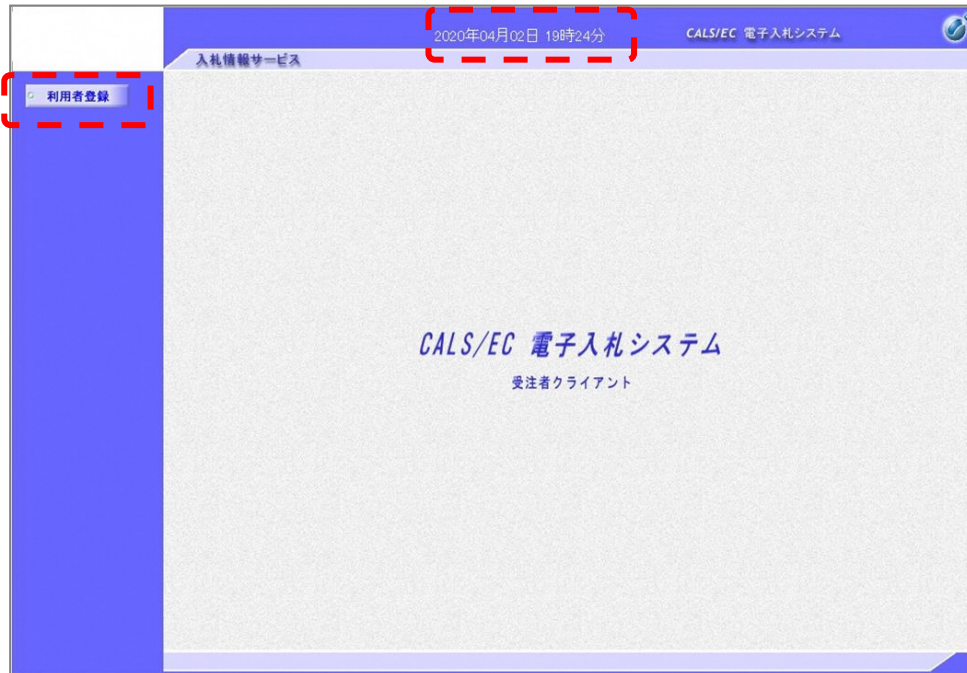 2020年04月02日 19時24分
CALS/EC 電子入札システム
入札情報サービス
利用者登録
CALS/EC 電子入札システム
受注者クライアント